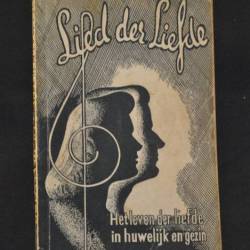 Lied der Liefde
Het leven der liefde
in huwelijk en gezin